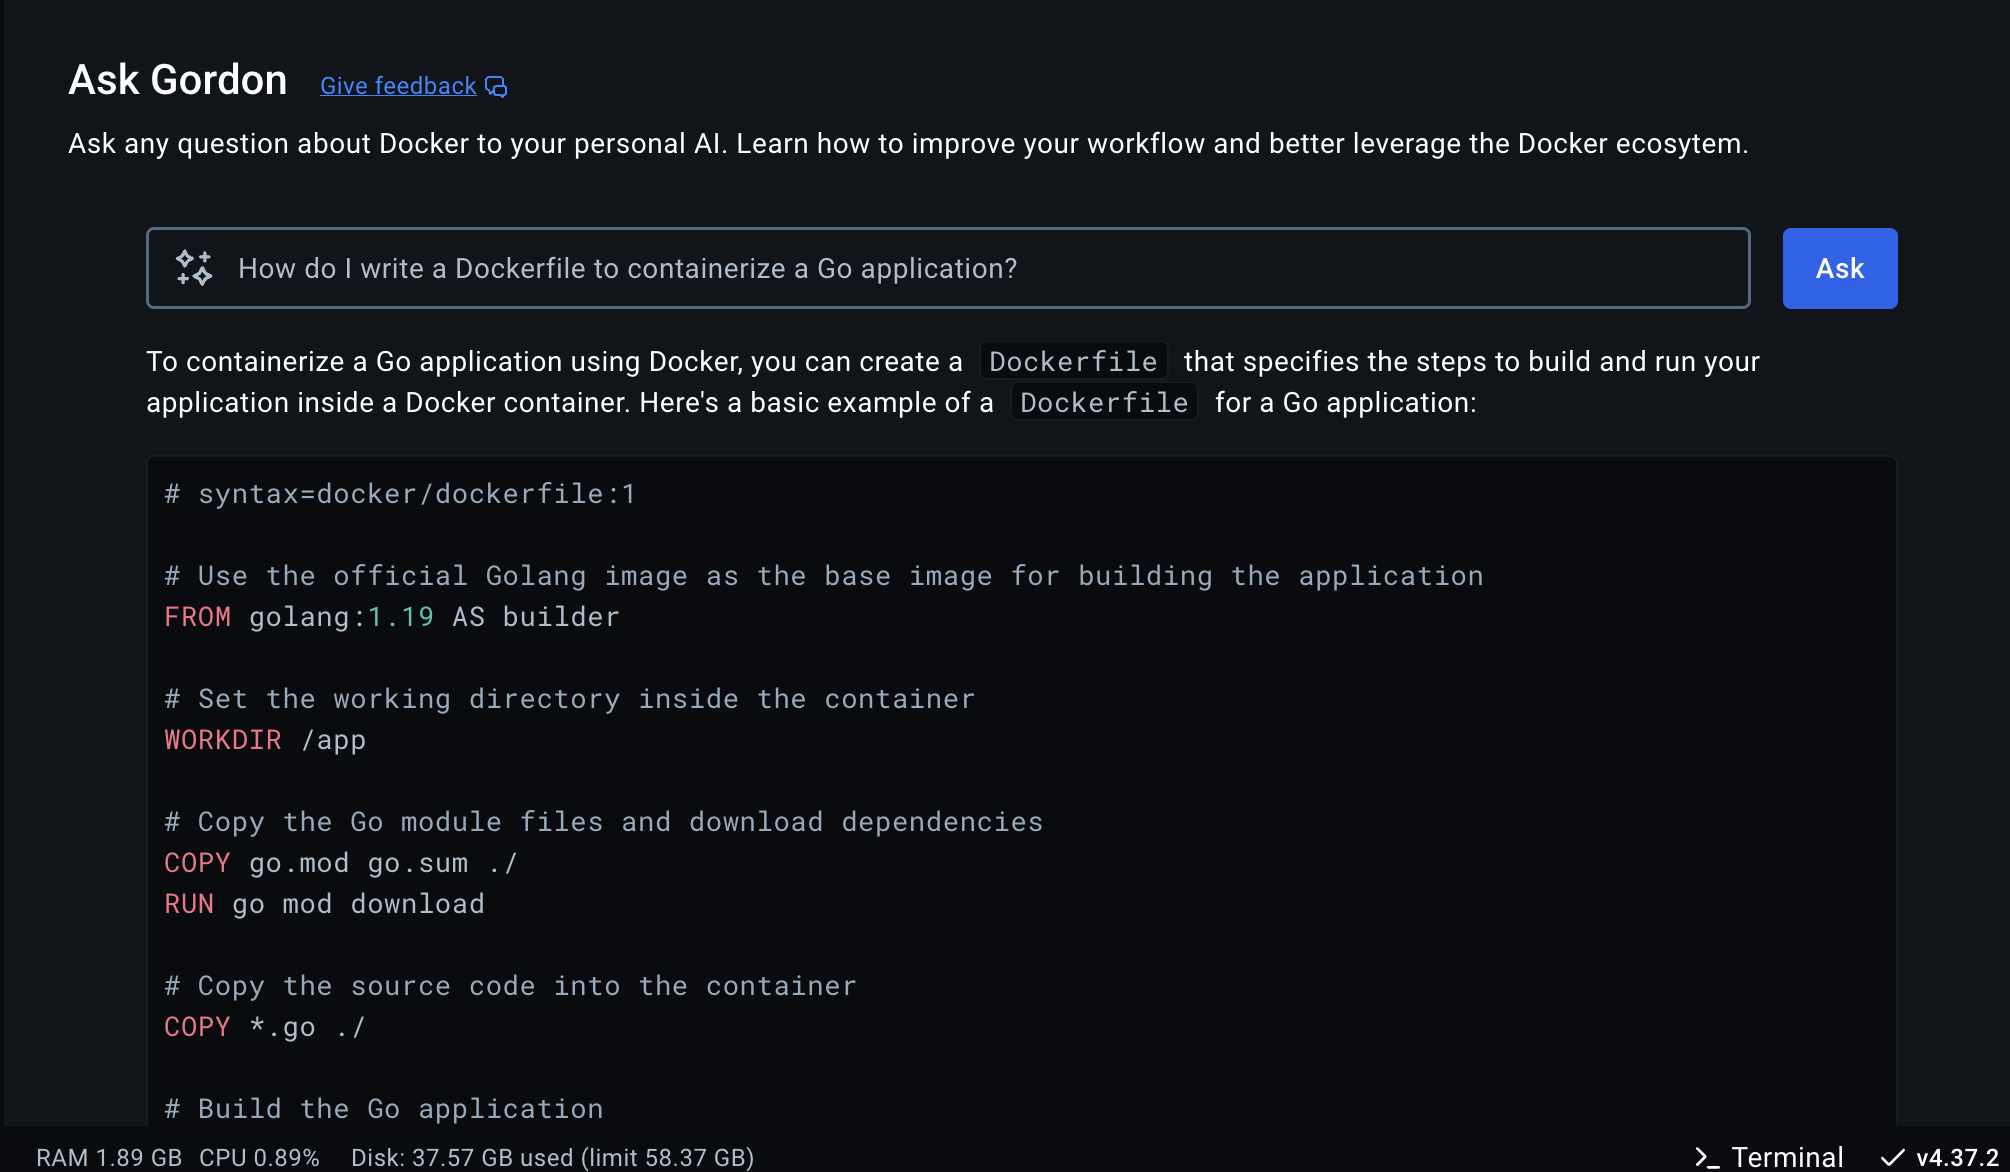 Ask Gordon Give feedback
Ask any question about Docker to your personal AI. Learn how to improve your workflow and better leverage the Docker ecosytem.
How do I write a Dockerfile to containerize a Go application?
Ask
To containerize a Go application using Docker, you can create a Dockerfile that specifies the steps to build and run your
application inside a Docker container. Here's a basic example of a Dockerfile for a Go application:
# syntax=docker/dockerfile:1
# Use the official Golang image as the base image for building the application
FROM golang:1.19 AS builder
# Set the working directory inside the container
WORKDIR /app
# Copy the Go module files and download dependencies
COPY go.mod go.sum ./
RUN go mod download
# Copy the source code into the container
COPY *.go ./
# Build the Go application
RAM 1.89 GB CPU 0.89% Disk: 37.57 GB used (limit 58.37 GB) >_ Terminal v4.37.2